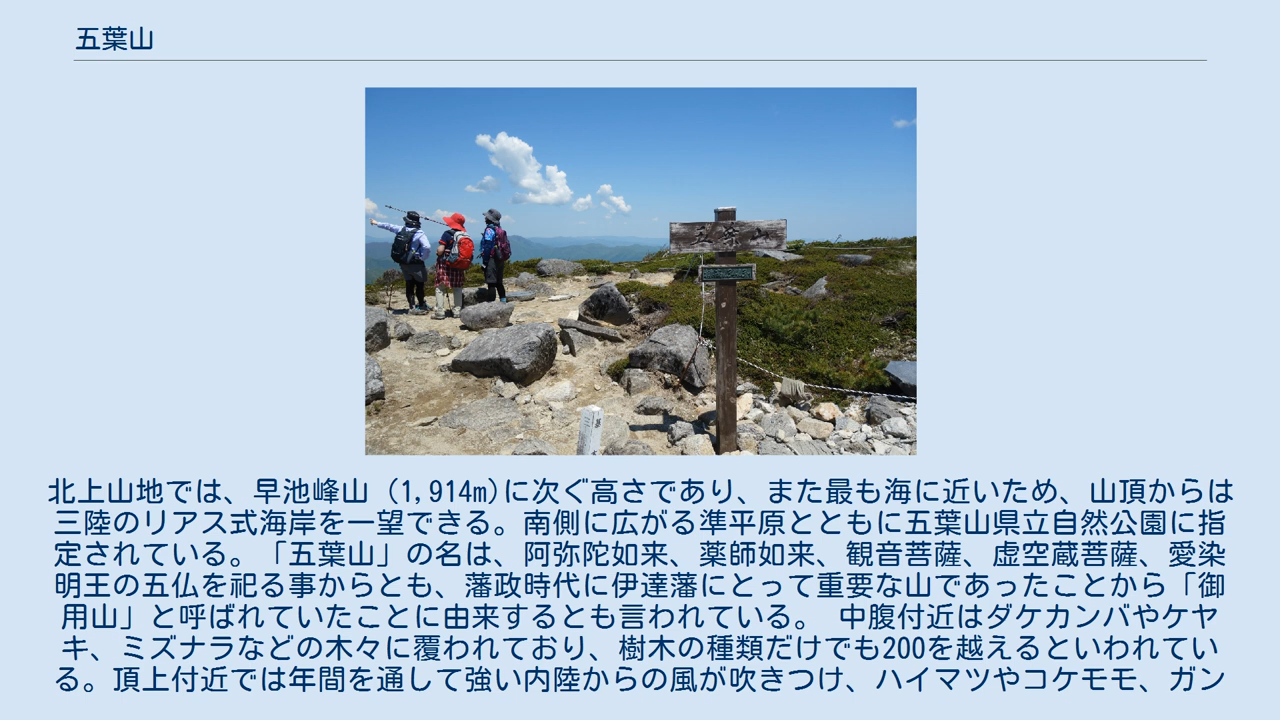 五葉山
五葉山
北上山地では、早池峰山 (1,914m)に次ぐ高さであり、また最も海に近いため、山頂からは
三陸のリアス式海岸を一望できる。南側に広がる準平原とともに五葉山県立自然公園に指
定されている。「五葉山」の名は、阿弥陀如来、薬師如来、観音菩薩、虚空蔵菩薩、愛染
明王の五仏を祀る事からとも、藩政時代に伊達藩にとって重要な山であったことから「御
用山」と呼ばれていたことに由来するとも言われている。 中腹付近はダケカンバやケヤ
キ、ミズナラなどの木々に覆われており、樹木の種類だけでも200を越えるといわれてい
る。頂上付近では年間を通して強い内陸からの風が吹きつけ、ハイマツやコケモモ、ガン